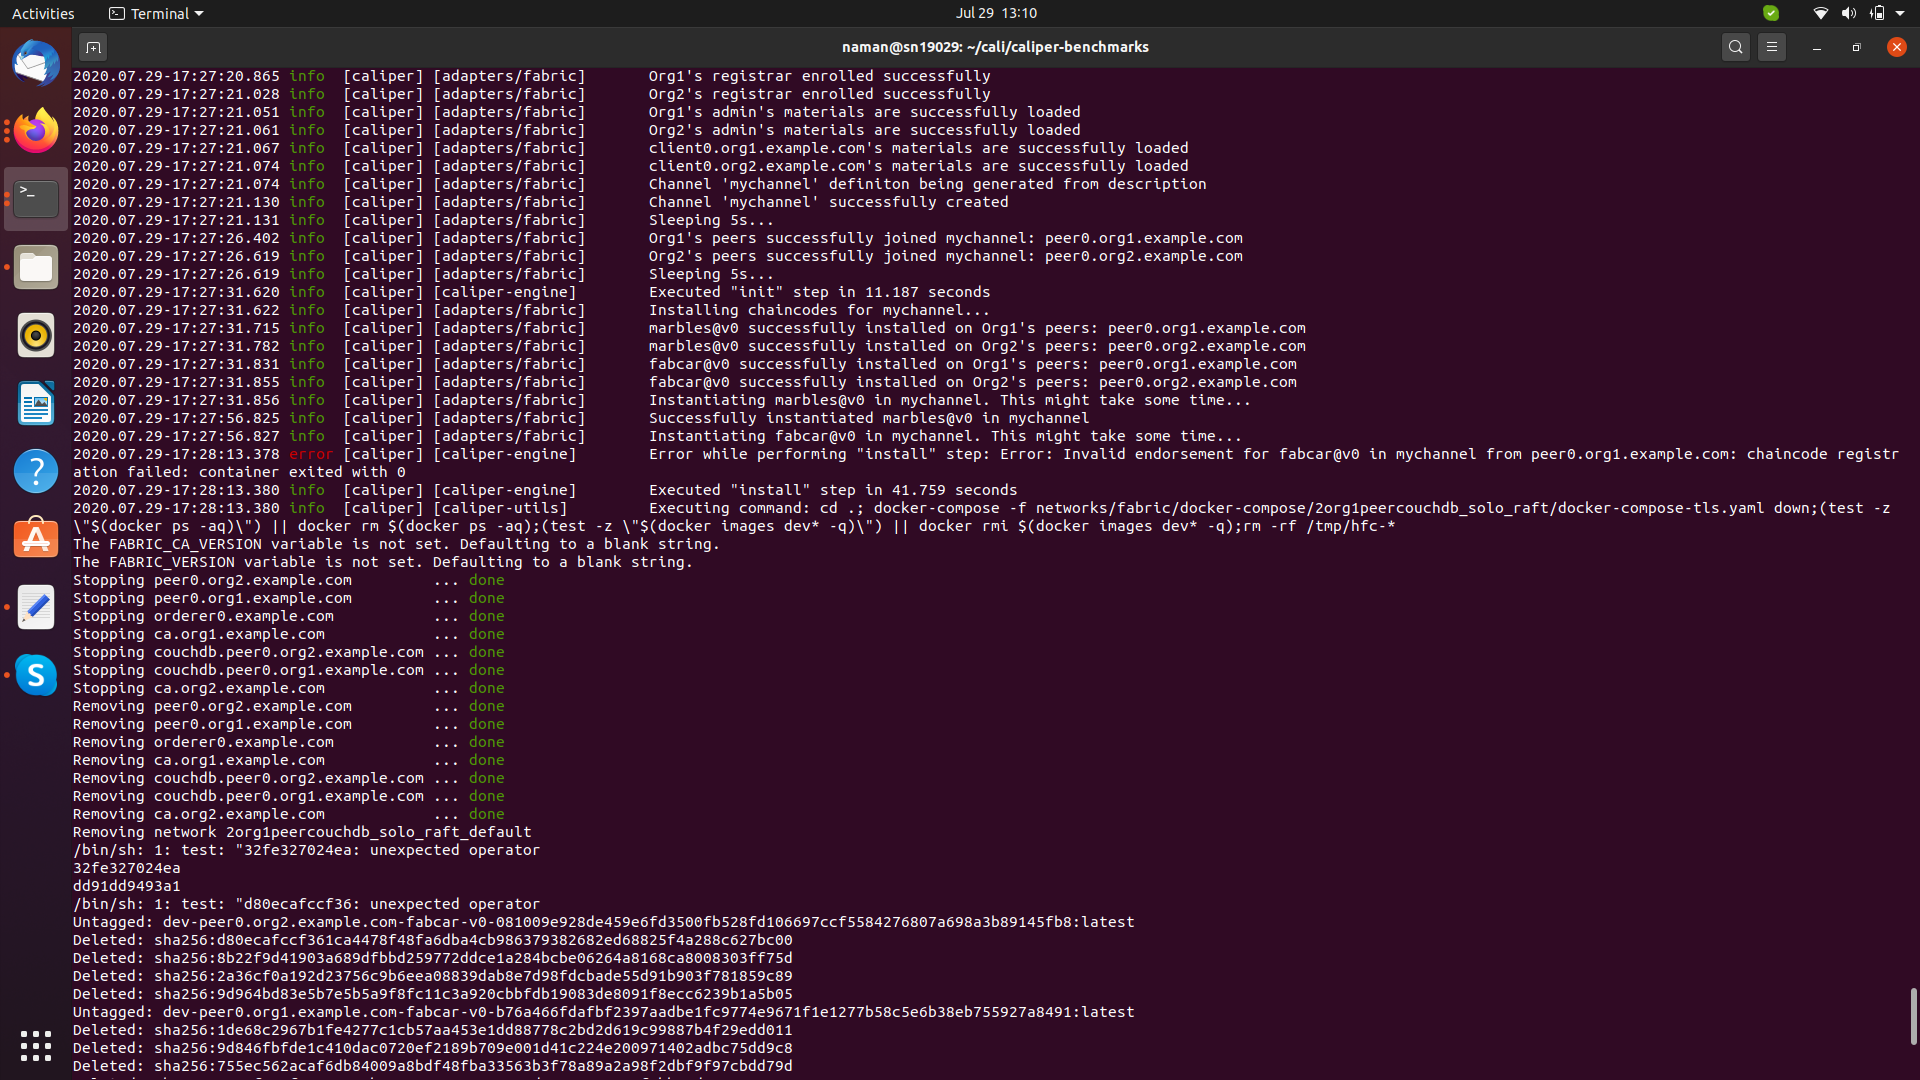 Activities
Terminal
Jul 29 13:10
naman@sn19029: ~/cali/caliper-benchmarks
2020.07.29-17:27:20.865 info [caliper] [adapters/fabric] Org1's registrar enrolled successfully
2020.07.29-17:27:21.028 info [caliper] [adapters/fabric] Org2's registrar enrolled successfully
2020.07.29-17:27:21.051 info [caliper] [adapters/fabric] Org1's admin's materials are successfully loaded
2020.07.29-17:27:21.061 info [caliper] [adapters/fabric] Org2's admin's materials are successfully loaded
2020.07.29-17:27:21.067 info [caliper] [adapters/fabric] client0.org1.example.com's materials are successfully loaded
2020.07.29-17:27:21.074 info [caliper] [adapters/fabric] client0.org2.example.com's materials are successfully loaded
2020.07.29-17:27:21.074 info [caliper] [adapters/fabric] Channel 'mychannel' definiton being generated from description
2020.07.29-17:27:21.130 info [caliper] [adapters/fabric] Channel 'mychannel' successfully created
2020.07.29-17:27:21.131 info [caliper] [adapters/fabric] Sleeping 5s...
2020.07.29-17:27:26.402 info [caliper] [adapters/fabric] Org1's peers successfully joined mychannel: peer0.org1.example.com
2020.07.29-17:27:26.619 info [caliper] [adapters/fabric] Org2's peers successfully joined mychannel: peer0.org2.example.com
2020.07.29-17:27:26.619 info [caliper] [adapters/fabric] Sleeping 5s...
2020.07.29-17:27:31.620 info [caliper] [caliper-engine] Executed "init" step in 11.187 seconds
2020.07.29-17:27:31.622 info [caliper] [adapters/fabric] Installing chaincodes for mychannel...
2020.07.29-17:27:31.715 info [caliper] [adapters/fabric] marbles@v0 successfully installed on Org1's peers: peer0.org1.example.com
2020.07.29-17:27:31.782 info [caliper] [adapters/fabric] marbles@v0 successfully installed on Org2's peers: peer0.org2.example.com
2020.07.29-17:27:31.831 info [caliper] [adapters/fabric] fabcar@v0 successfully installed on Org1's peers: peer0.org1.example.com
2020.07.29-17:27:31.855 info [caliper] [adapters/fabric] fabcar@v0 successfully installed on Org2's peers: peer0.org2.example.com
2020.07.29-17:27:31.856 info [caliper] [adapters/fabric] Instantiating marbles@v0 in mychannel. This might take some time...
2020.07.29-17:27:56.825 info [caliper] [adapters/fabric] Successfully instantiated marbles@v0 in mychannel
2020.07.29-17:27:56.827 info [caliper] [adapters/fabric] Instantiating fabcar@v0 in mychannel. This might take some time...
2020.07.29-17:28:13.378 error [caliper] [caliper-engine] Error while performing "install" step: Error: Invalid endorsement for fabcar@v0 in mychannel from peer0.org1.example.com: chaincode registr
ation failed: container exited with 0
2020.07.29-17:28:13.380 info [caliper] [caliper-engine] Executed "install" step in 41.759 seconds
2020.07.29-17:28:13.380 info [caliper] [caliper-utils] Executing command: cd .; docker-compose -f networks/fabric/docker-compose/2org1peercouchdb_solo_raft/docker-compose-tls.yaml down;(test -z
\"$(docker ps -aq)\") || docker rm $(docker ps -aq);(test -z \"$(docker images dev* -q)\") || docker rmi $(docker images dev* -q);rm -rf /tmp/hfc-*
The FABRIC_CA_VERSION variable is not set. Defaulting to a blank string.
The FABRIC_VERSION variable is not set. Defaulting to a blank string.
Stopping peer0.org2.example.com ... done
Stopping peer0.org1.example.com ... done
Stopping orderer0.example.com ... done
Stopping ca.org1.example.com ... done
Stopping couchdb.peer0.org2.example.com ... done
Stopping couchdb.peer0.org1.example.com ... done
Stopping ca.org2.example.com ... done
Removing peer0.org2.example.com ... done
Removing peer0.org1.example.com ... done
Removing orderer0.example.com ... done
Removing ca.org1.example.com ... done
Removing couchdb.peer0.org2.example.com ... done
Removing couchdb.peer0.org1.example.com ... done
Removing ca.org2.example.com ... done
Removing network 2org1peercouchdb_solo_raft_default
/bin/sh: 1: test: "32fe327024ea: unexpected operator
32fe327024ea
dd91dd9493a1
/bin/sh: 1: test: "d80ecafccf36: unexpected operator
Untagged: dev-peer0.org2.example.com-fabcar-v0-081009e928de459e6fd3500fb528fd106697ccf5584276807a698a3b89145fb8:latest
Deleted: sha256:d80ecafccf361ca4478f48fa6dba4cb986379382682ed68825f4a288c627bc00
Deleted: sha256:8b22f9d41903a689dfbbd259772ddce1a284bcbe06264a8168ca8008303ff75d
Deleted: sha256:2a36cf0a192d23756c9b6eea08839dab8e7d98fdcbade55d91b903f781859c89
Deleted: sha256:9d964bd83e5b7e5b5a9f8fc11c3a920cbbfdb19083de8091f8ecc6239b1a5b05
Untagged: dev-peer0.org1.example.com-fabcar-v0-b76a466fdafbf2397aadbe1fc9774e9671f1e1277b58c5e6b38eb755927a8491:latest
Deleted: sha256:1de68c2967b1fe4277c1cb57aa453e1dd88778c2bd2d619c99887b4f29edd011
Deleted: sha256:9d846fbfde1c410dac0720ef2189b709e001d41c224e200971402adbc75dd9c8
Deleted: sha256:755ec562acaf6db84009a8bdf48fba33563b3f78a89a2a98f2dbf9f97cbdd79d